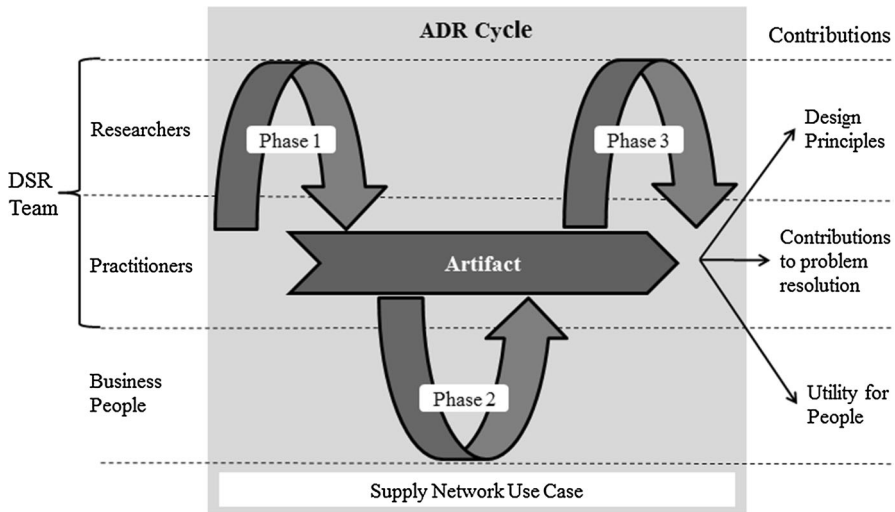 ADR Cycle
Contributions
Researchers
Phase 1
Phase 3
Design
Principles
DSR
Team
Practitioners
Artifact
Contributions
to problem
resolution
Business
People
Phase 2
Utility for
People
Supply Network Use Case